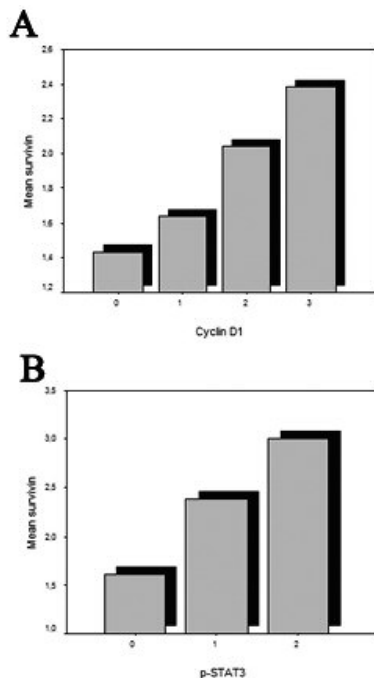 A
2,6
2,4
2,0
1,8
1,6
1,4
1,2
Mean survivin
0 1 2 3
Cyclin D1
B
3,5
3,0
2,5
2,0
1,5
1,0
Mean survivin
0 1 2
p-STAT3